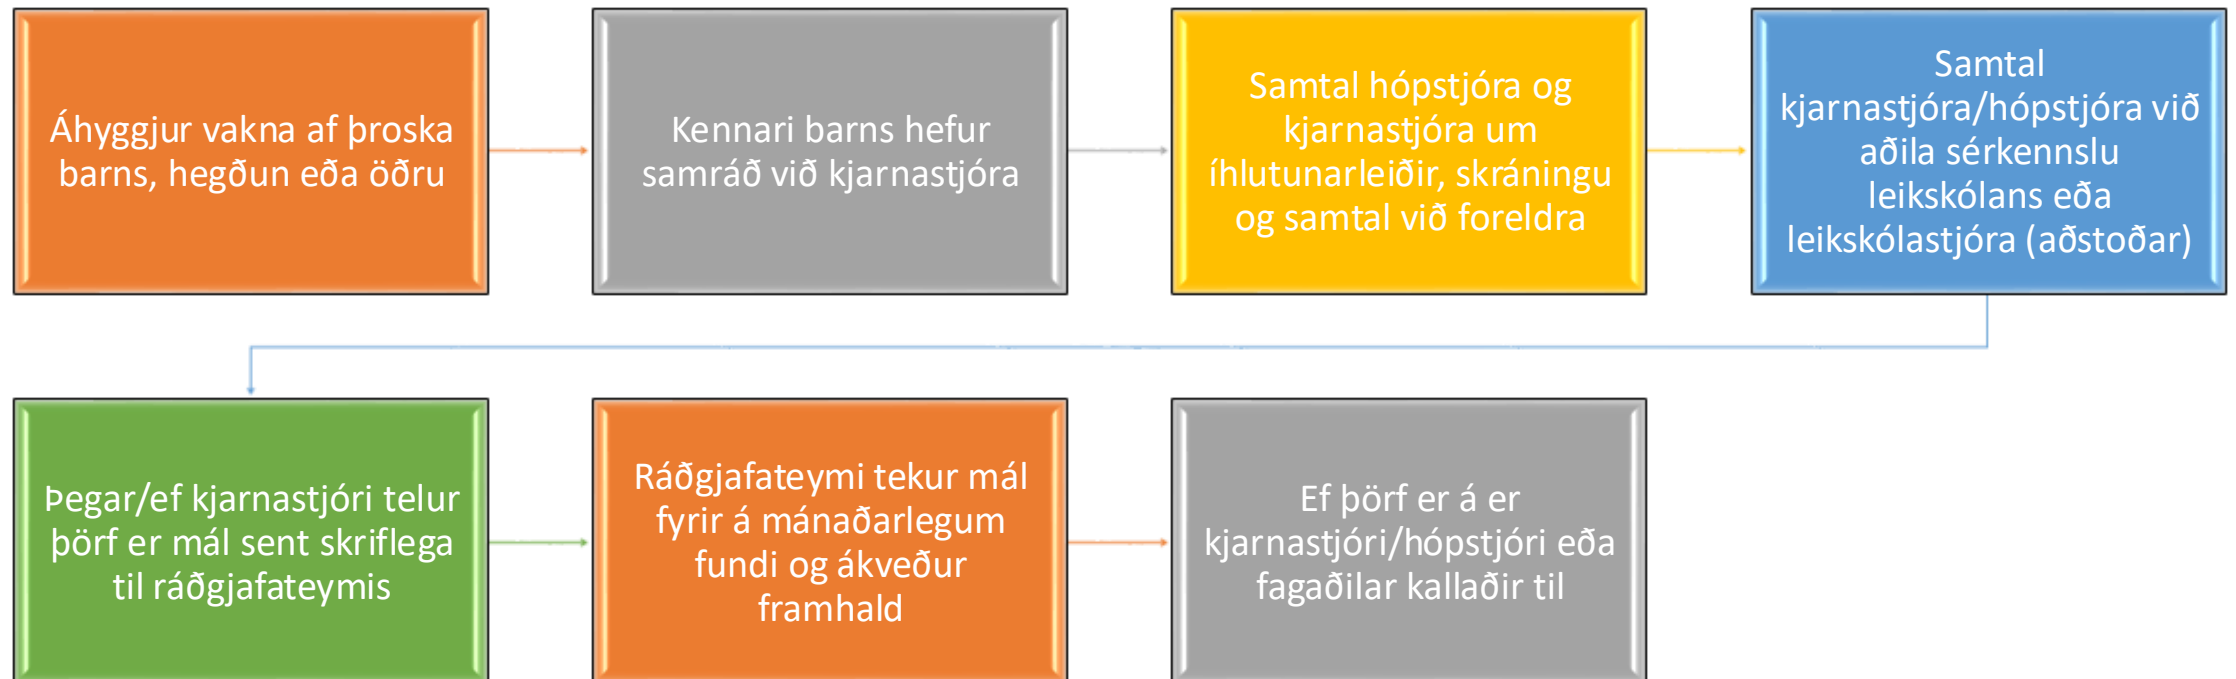 Áhyggjur vakna af þroska
barns, hegðun eða öðru
Kennari barns hefur
samráð við kjarnastjóra
Samtal hópstjóra og
kjarnastjóra um
íhlutunarleiðir, skráningu
og samtal við foreldra
Samtal
kjarnastjóra/hópstjóra við
aðila sérkennslu
leikskólans eða
leikskólastjóra (aðstoðar)
Þegar/ef kjarnastjóri telur
þörf er mál sent skriflega
til ráðgjafateymis
Ráðgjafateymi tekur mál
fyrir á mánaðarlegum
fundi og ákveður
framhald
Ef þörf er á er
kjarnastjóri/hópstjóri eða
fagaðilar kallaðir til